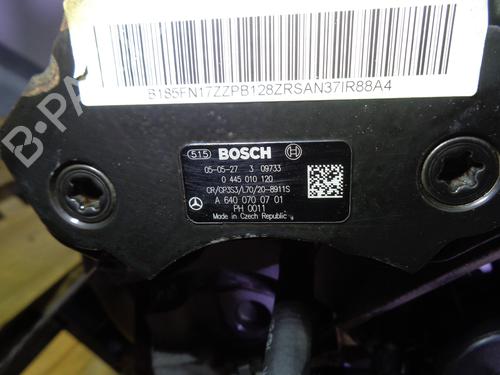 B185FN17ZZPB128ZRSAN37IR88A4
515 BOSCH
05-05-27 3 09733
0 445 010 120
CR/CP3S3/L70/20-8911S
A 640 070 07 01
PH 0011
Made in Czech Republic
B-PA